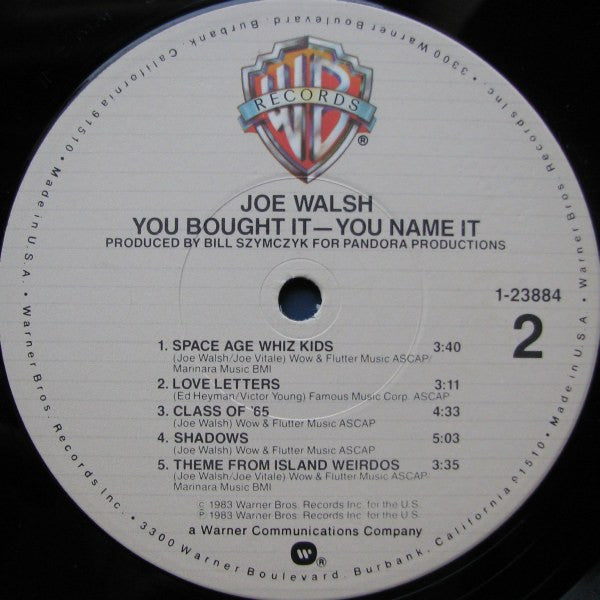 WB
RECORDS
®
JOE WALSH
YOU BOUGHT IT—YOU NAME IT
PRODUCED BY BILL SZYMCZYK FOR PANDORA PRODUCTIONS
1-23884
2
1. SPACE AGE WHIZ KIDS 3:40
(Joe Walsh/Joe Vitale) Wow & Flutter Music ASCAP/
Marinara Music BMI
2. LOVE LETTERS 3:11
(Ed Heyman/Victor Young) Famous Music Corp. ASCAP
3. CLASS OF '65 4:33
(Joe Walsh) Wow & Flutter Music ASCAP
4. SHADOWS 5:03
(Joe Walsh) Wow & Flutter Music ASCAP
5. THEME FROM ISLAND WEIRDOS 3:35
(Joe Walsh/Joe Vitale) Wow & Flutter Music ASCAP/
Marinara Music BMI
© 1983 Warner Bros. Records Inc. for the U.S.
℗ 1983 Warner Bros. Records Inc. for the U.S.
a Warner Communications Company
®
Warner Bros. Records Inc. • 3300 Warner Boulevard, Burbank, California 91510 • Made in U.S.A. •
Warner Bros. Records Inc. • 3300 Warner Boulevard, Burbank, California 91510 • Made in U.S.A. •